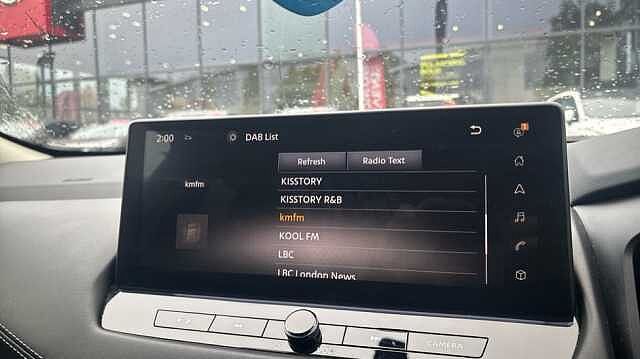 2:00 DAB List
Refresh Radio Text
KISSTORY
kmfm
KISSTORY R&B
kmfm
KOOL FM
LBC
LBC London News
CAMERA